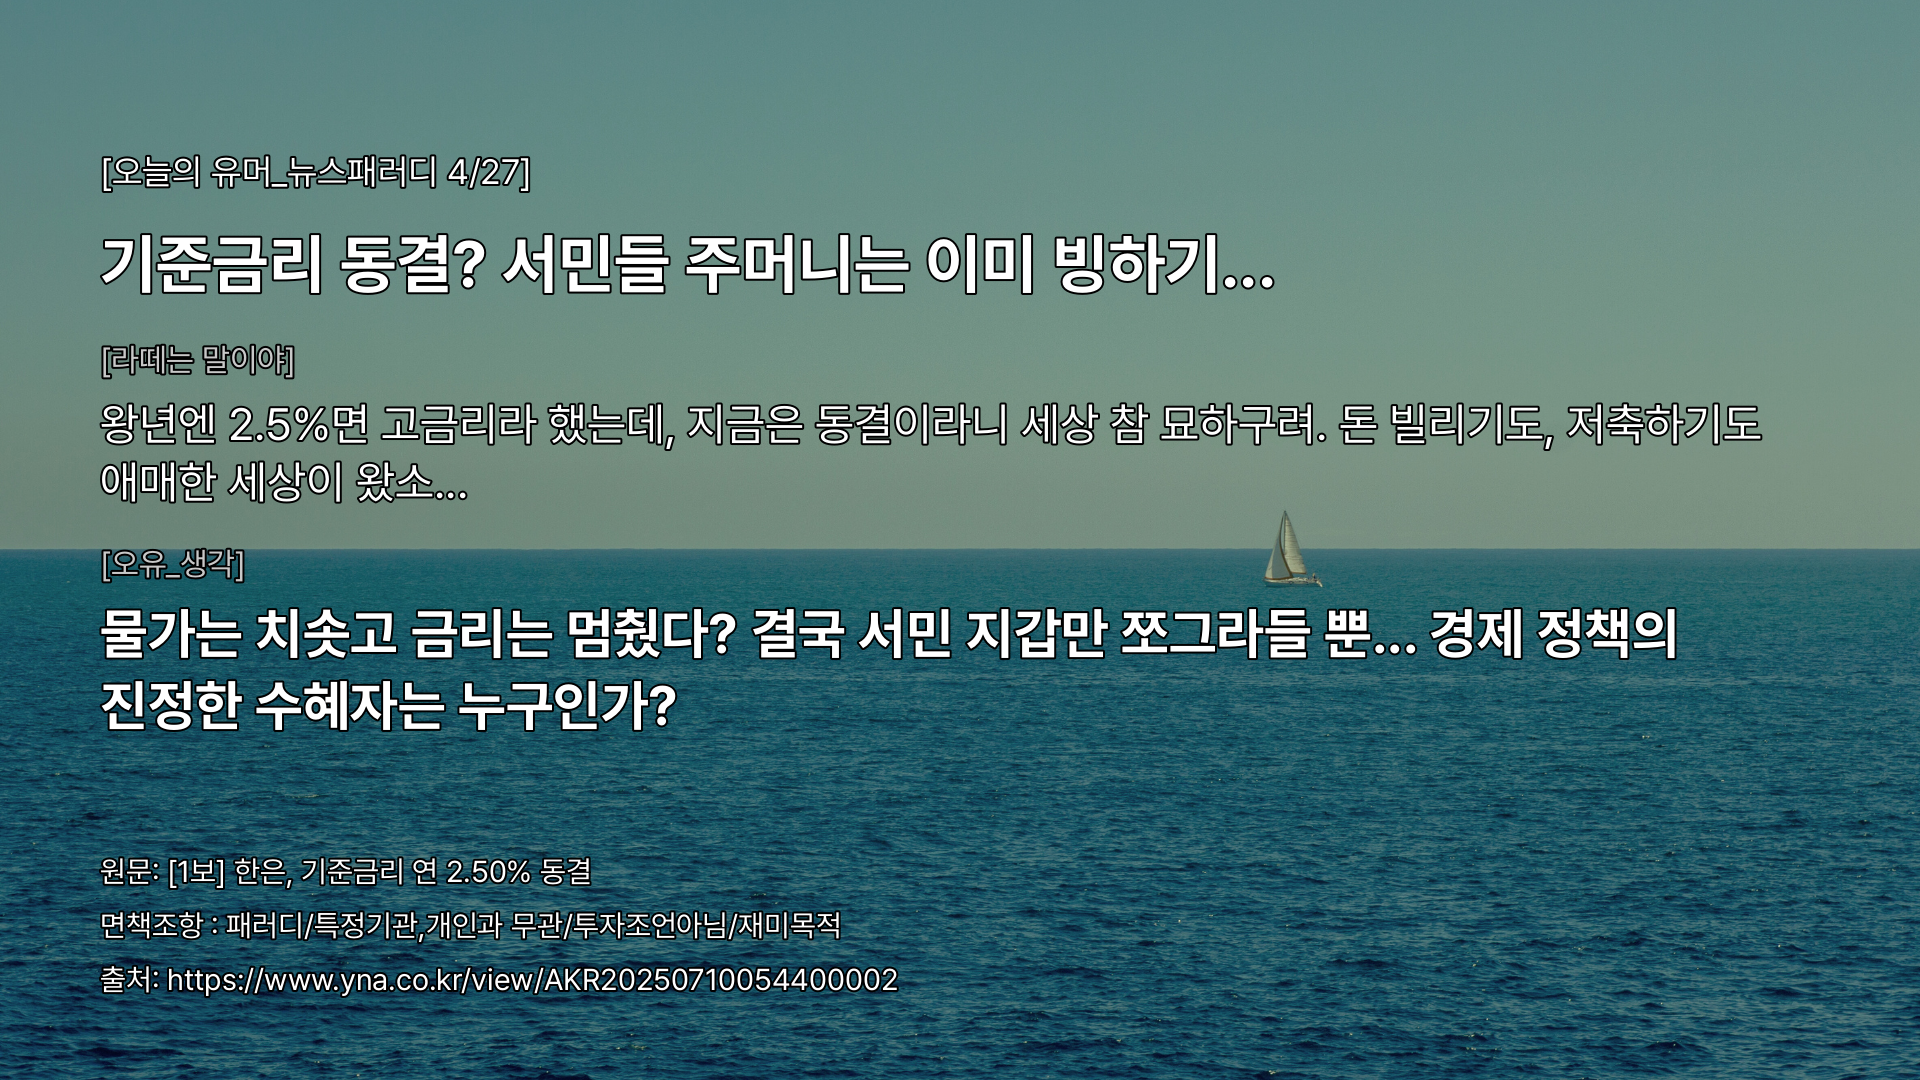 [오늘의 유머_뉴스패러디 4/27]
기준금리 동결? 서민들 주머니는 이미 빙하기...
[라떼는 말이야]
왕년엔 2.5%면 고금리라 했는데, 지금은 동결이라니 세상 참 묘하구려. 돈 빌리기도, 저축하기도
애매한 세상이 왔소...
[오유_생각]
물가는 치솟고 금리는 멈췄다? 결국 서민 지갑만 쪼그라들 뿐... 경제 정책의
진정한 수혜자는 누구인가?
원문: [1보] 한은, 기준금리 연 2.50% 동결
면책조항 : 패러디/특정기관,개인과 무관/투자조언아님/재미목적
출처: https://www.yna.co.kr/view/AKR20250710054400002